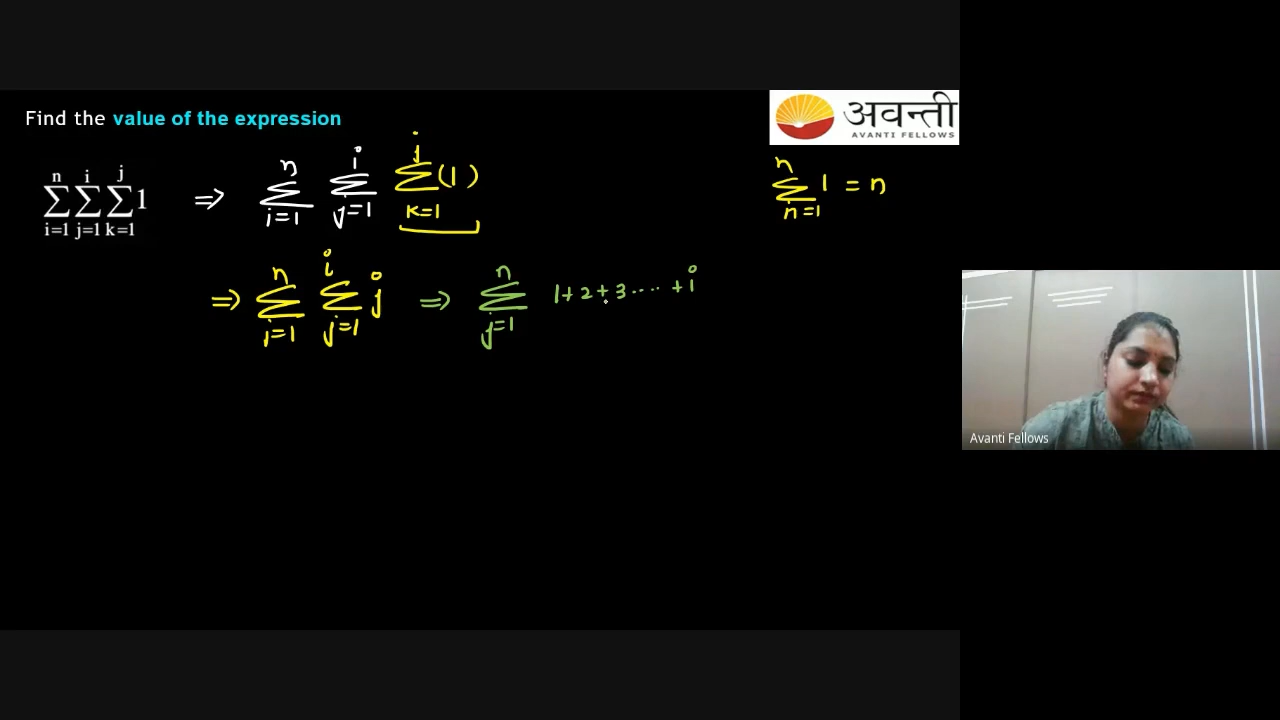 Find the value of the expression
अवन्ती
AVANTI FELLOWS
n i j
∑ ∑ ∑ 1
i=1 j=1 k=1
⇒ n i j
∑ ∑ ∑ (1)
i=1 j=1 k=1
n
∑ 1 = n
n=1
⇒ n i
∑ ∑ j
i=1 j=1
⇒ n
∑ 1+2+3.....+i
j=1
Avanti Fellows